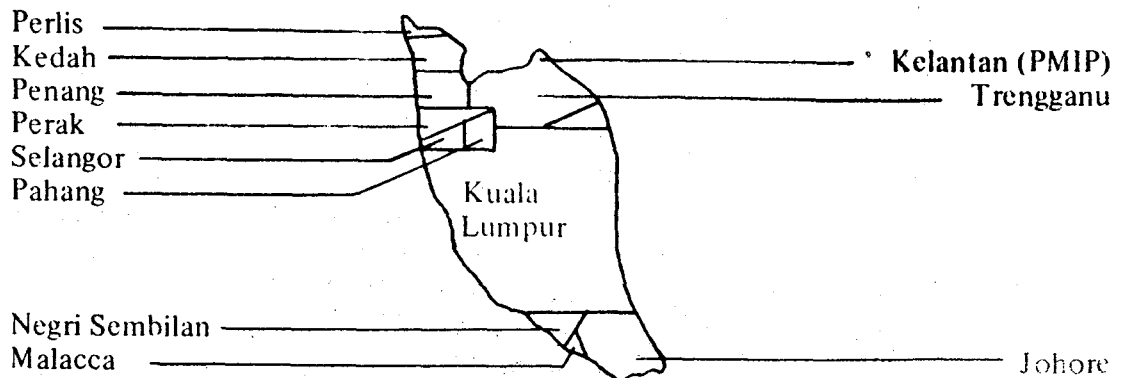 Perlis
Kedah
Kelantan (PMIP)
Penang
Trengganu
Perak
Selangor
Pahang
Kuala
Lumpur
Negri Sembilan
Malacca
Johore